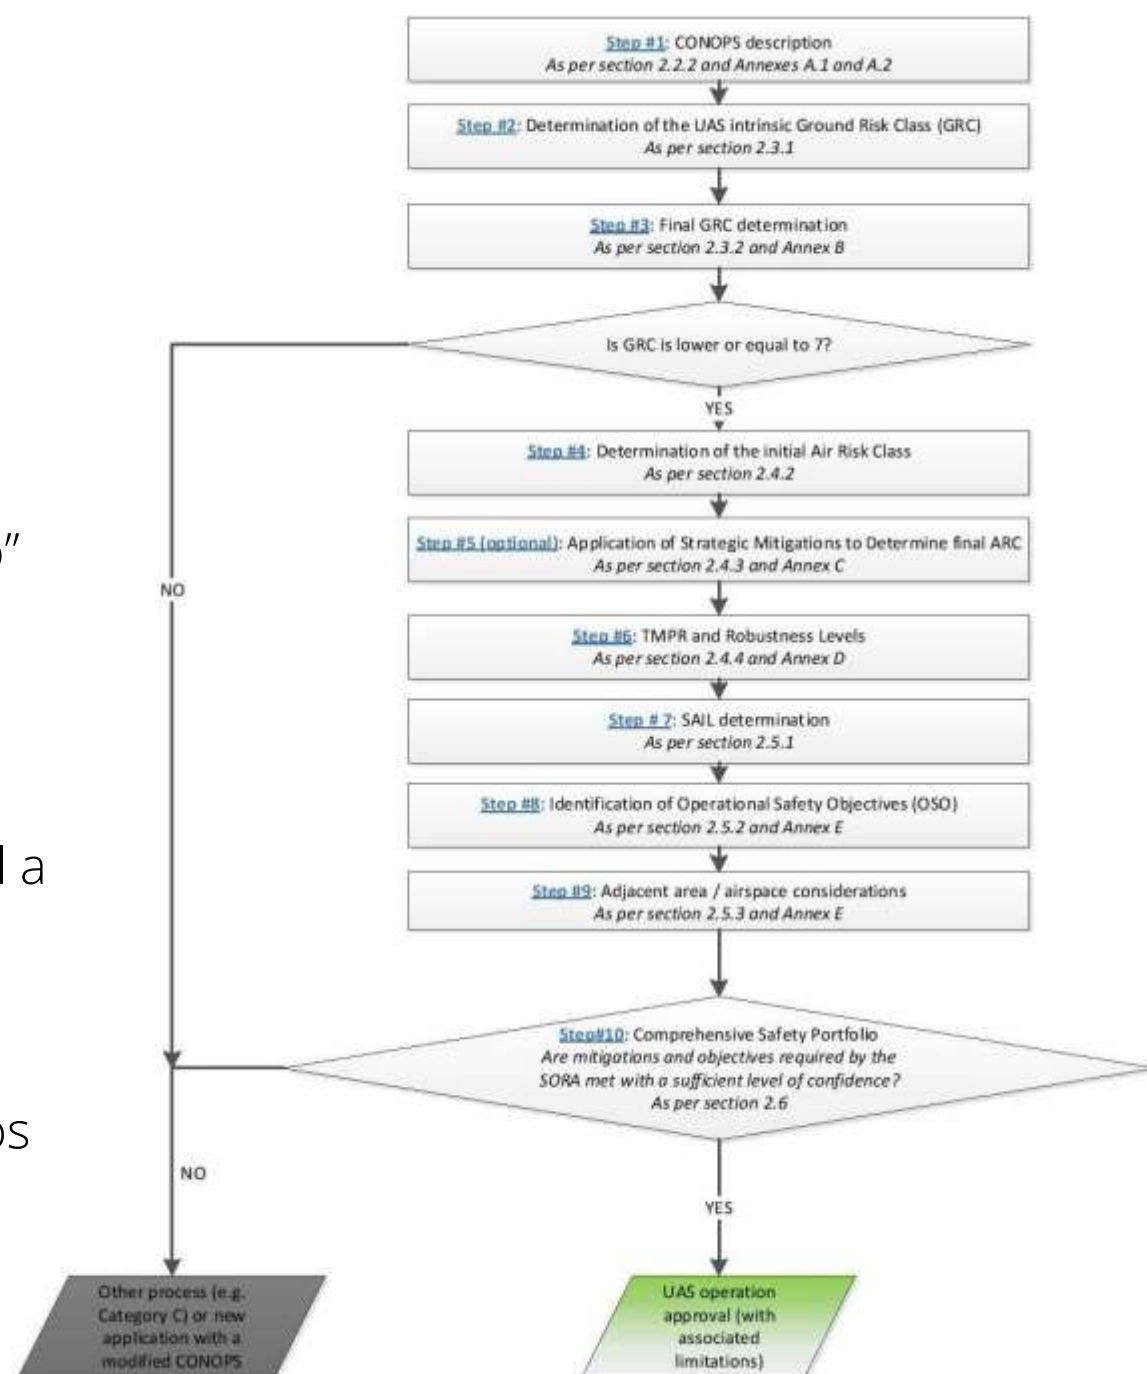 Step #1: CONOPS description
As per section 2.2.2 and Annexes A.1 and A.2
Step #2: Determination of the UAS intrinsic Ground Risk Class (GRC)
As per section 2.3.1
Step #3: Final GRC determination
As per section 2.3.2 and Annex B
Is GRC is lower or equal to 7?
YES
Step #4: Determination of the initial Air Risk Class
As per section 2.4.2
Step #5 (optional): Application of Strategic Mitigations to Determine final ARC
As per section 2.4.3 and Annex C
NO
Step #6: TMPR and Robustness Levels
As per section 2.4.4 and Annex D
Step # 7: SAIL determination
As per section 2.5.1
Step #8: Identification of Operational Safety Objectives (OSO)
As per section 2.5.2 and Annex E
a
Step #9: Adjacent area / airspace considerations
As per section 2.5.3 and Annex E
Step#10: Comprehensive Safety Portfolio
Are mitigations and objectives required by the
SORA met with a sufficient level of confidence?
As per section 2.6
NO
YES
Other process (e.g.
Category C) or new
application with a
modified CONOPS
UAS operation
approval (with
associated
limitations)